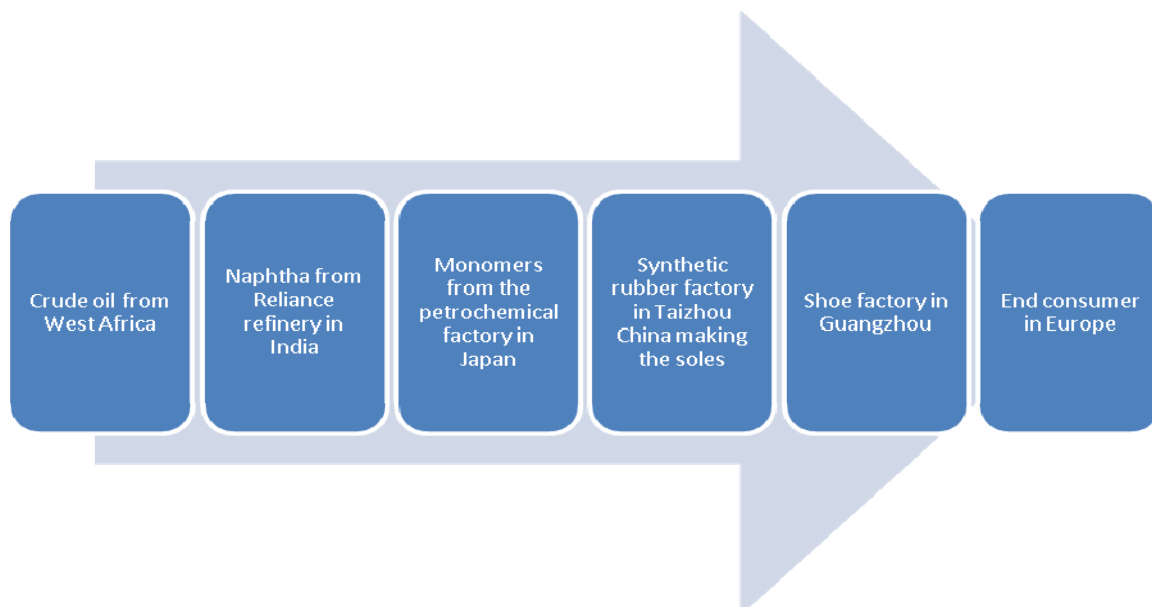 Crude oil from
West Africa
Naphtha from
Reliance
refinery in
India
Monomers
from the
petrochemical
factory in
Japan
Synthetic
rubber factory
in Taizhou
China making
the soles
Shoe factory in
Guangzhou
End consumer
in Europe